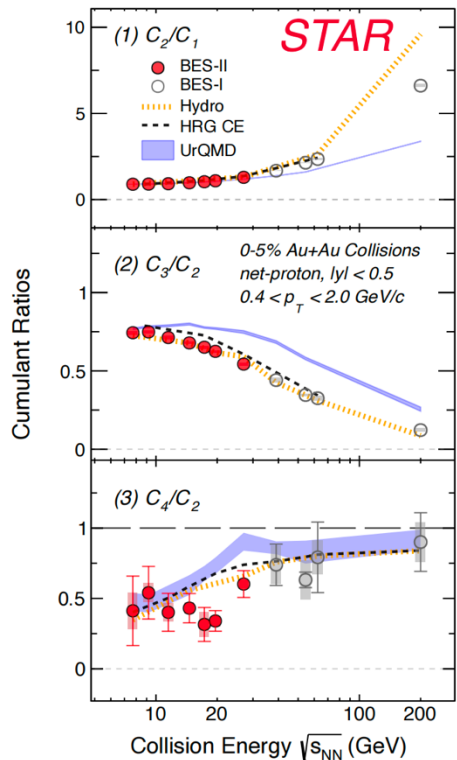 STAR
(1) C₂/C₁
BES-II
BES-I
Hydro
HRG CE
UrQMD
10
5
0
(2) C₃/C₂
0-5% Au+Au Collisions
net-proton, |y| < 0.5
0.4 < p_T < 2.0 GeV/c
1
0.5
0
Cumulant Ratios
(3) C₄/C₂
1
0.5
0
10 20 100 200
Collision Energy √s_NN (GeV)